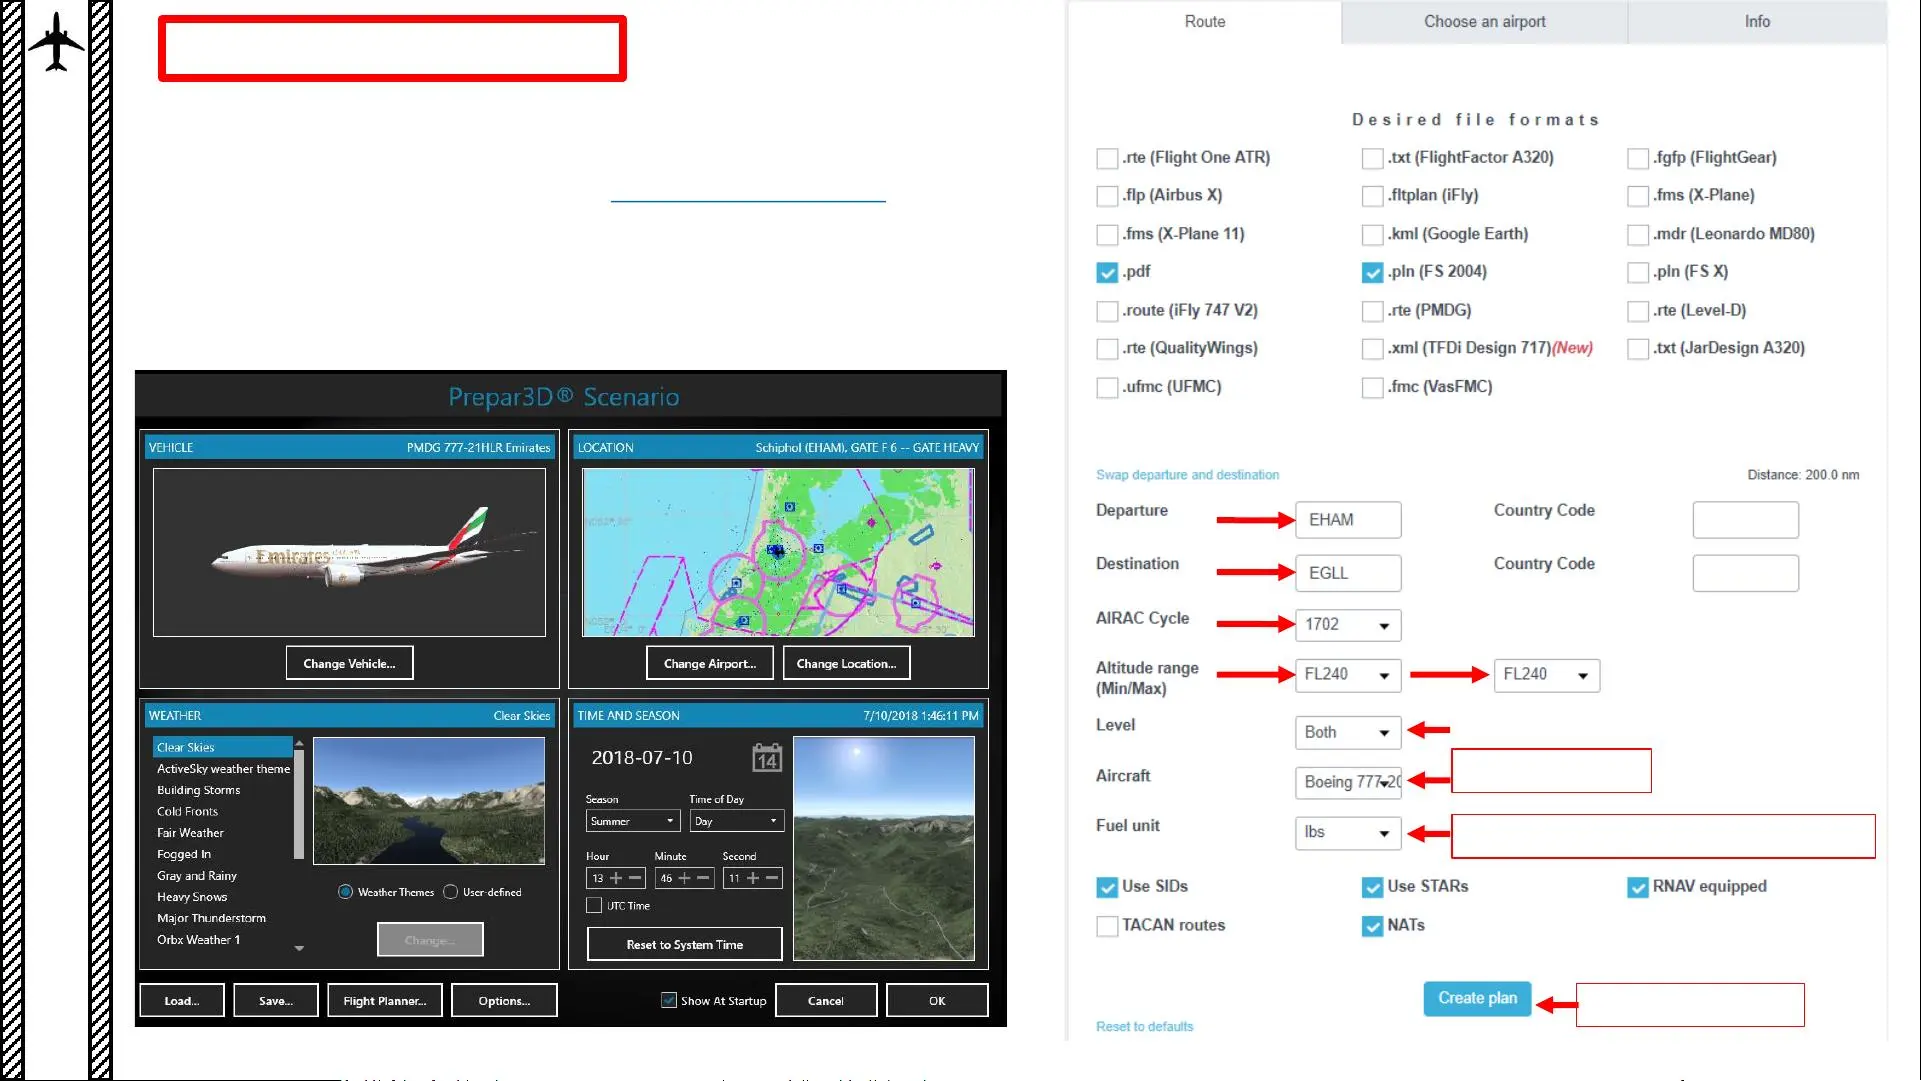 Prepar3D® Scenario
VEHICLE
PMDG 777-21HLR Emirates
Emirates
Change Vehicle...
LOCATION
Schiphol (EHAM), GATE F 6 -- GATE HEAVY
Change Airport...
Change Location...
WEATHER
Clear Skies
Clear Skies
ActiveSky weather theme
Building Storms
Cold Fronts
Fair Weather
Fogged In
Gray and Rainy
Heavy Snows
Major Thunderstorm
Orbx Weather 1
Weather Themes
User-defined
Change...
TIME AND SEASON
7/10/2018 1:46:11 PM
2018-07-10
14
Season
Time of Day
Summer
Day
Hour
Minute
Second
13
46
11
UTC Time
Reset to System Time
Load...
Save...
Flight Planner...
Options...
Show At Startup
Cancel
OK
Route
Choose an airport
Info
Desired file formats
.rte (Flight One ATR)
.txt (FlightFactor A320)
.fgfp (FlightGear)
.flp (Airbus X)
.fltplan (iFly)
.fms (X-Plane)
.fms (X-Plane 11)
.kml (Google Earth)
.mdr (Leonardo MD80)
.pdf
.pln (FS 2004)
.pln (FS X)
.route (iFly 747 V2)
.rte (PMDG)
.rte (Level-D)
.rte (QualityWings)
.xml (TFDi Design 717)(New)
.txt (JarDesign A320)
.ufmc (UFMC)
.fmc (VasFMC)
Swap departure and destination
Distance: 200.0 nm
Departure
EHAM
Country Code
Destination
EGLL
Country Code
AIRAC Cycle
1702
Altitude range
(Min/Max)
FL240
FL240
Level
Both
Aircraft
Boeing 777-20
Fuel unit
lbs
Use SIDs
Use STARs
RNAV equipped
TACAN routes
NATs
Create plan
Reset to defaults